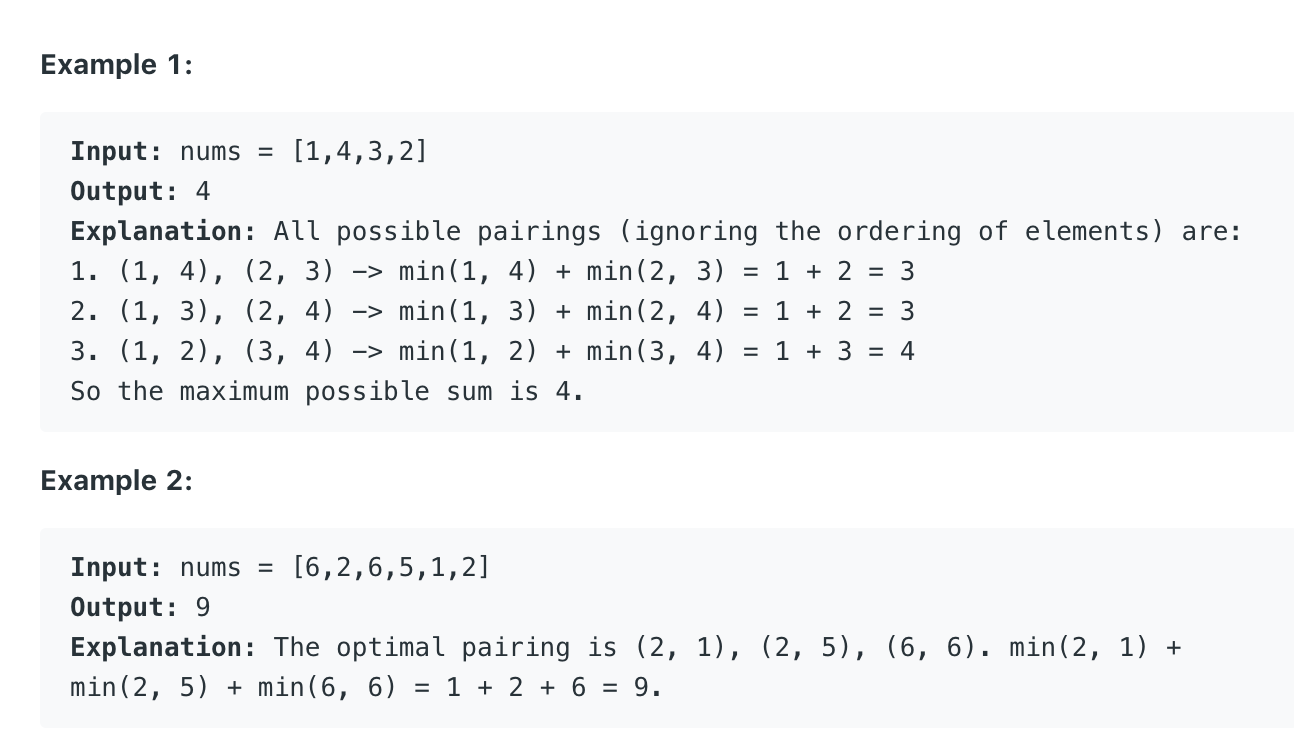 Example 1:
Input: nums = [1,4,3,2]
Output: 4
Explanation: All possible pairings (ignoring the ordering of elements) are:
1. (1, 4), (2, 3) -> min(1, 4) + min(2, 3) = 1 + 2 = 3
2. (1, 3), (2, 4) -> min(1, 3) + min(2, 4) = 1 + 2 = 3
3. (1, 2), (3, 4) -> min(1, 2) + min(3, 4) = 1 + 3 = 4
So the maximum possible sum is 4.
Example 2:
Input: nums = [6,2,6,5,1,2]
Output: 9
Explanation: The optimal pairing is (2, 1), (2, 5), (6, 6). min(2, 1) +
min(2, 5) + min(6, 6) = 1 + 2 + 6 = 9.